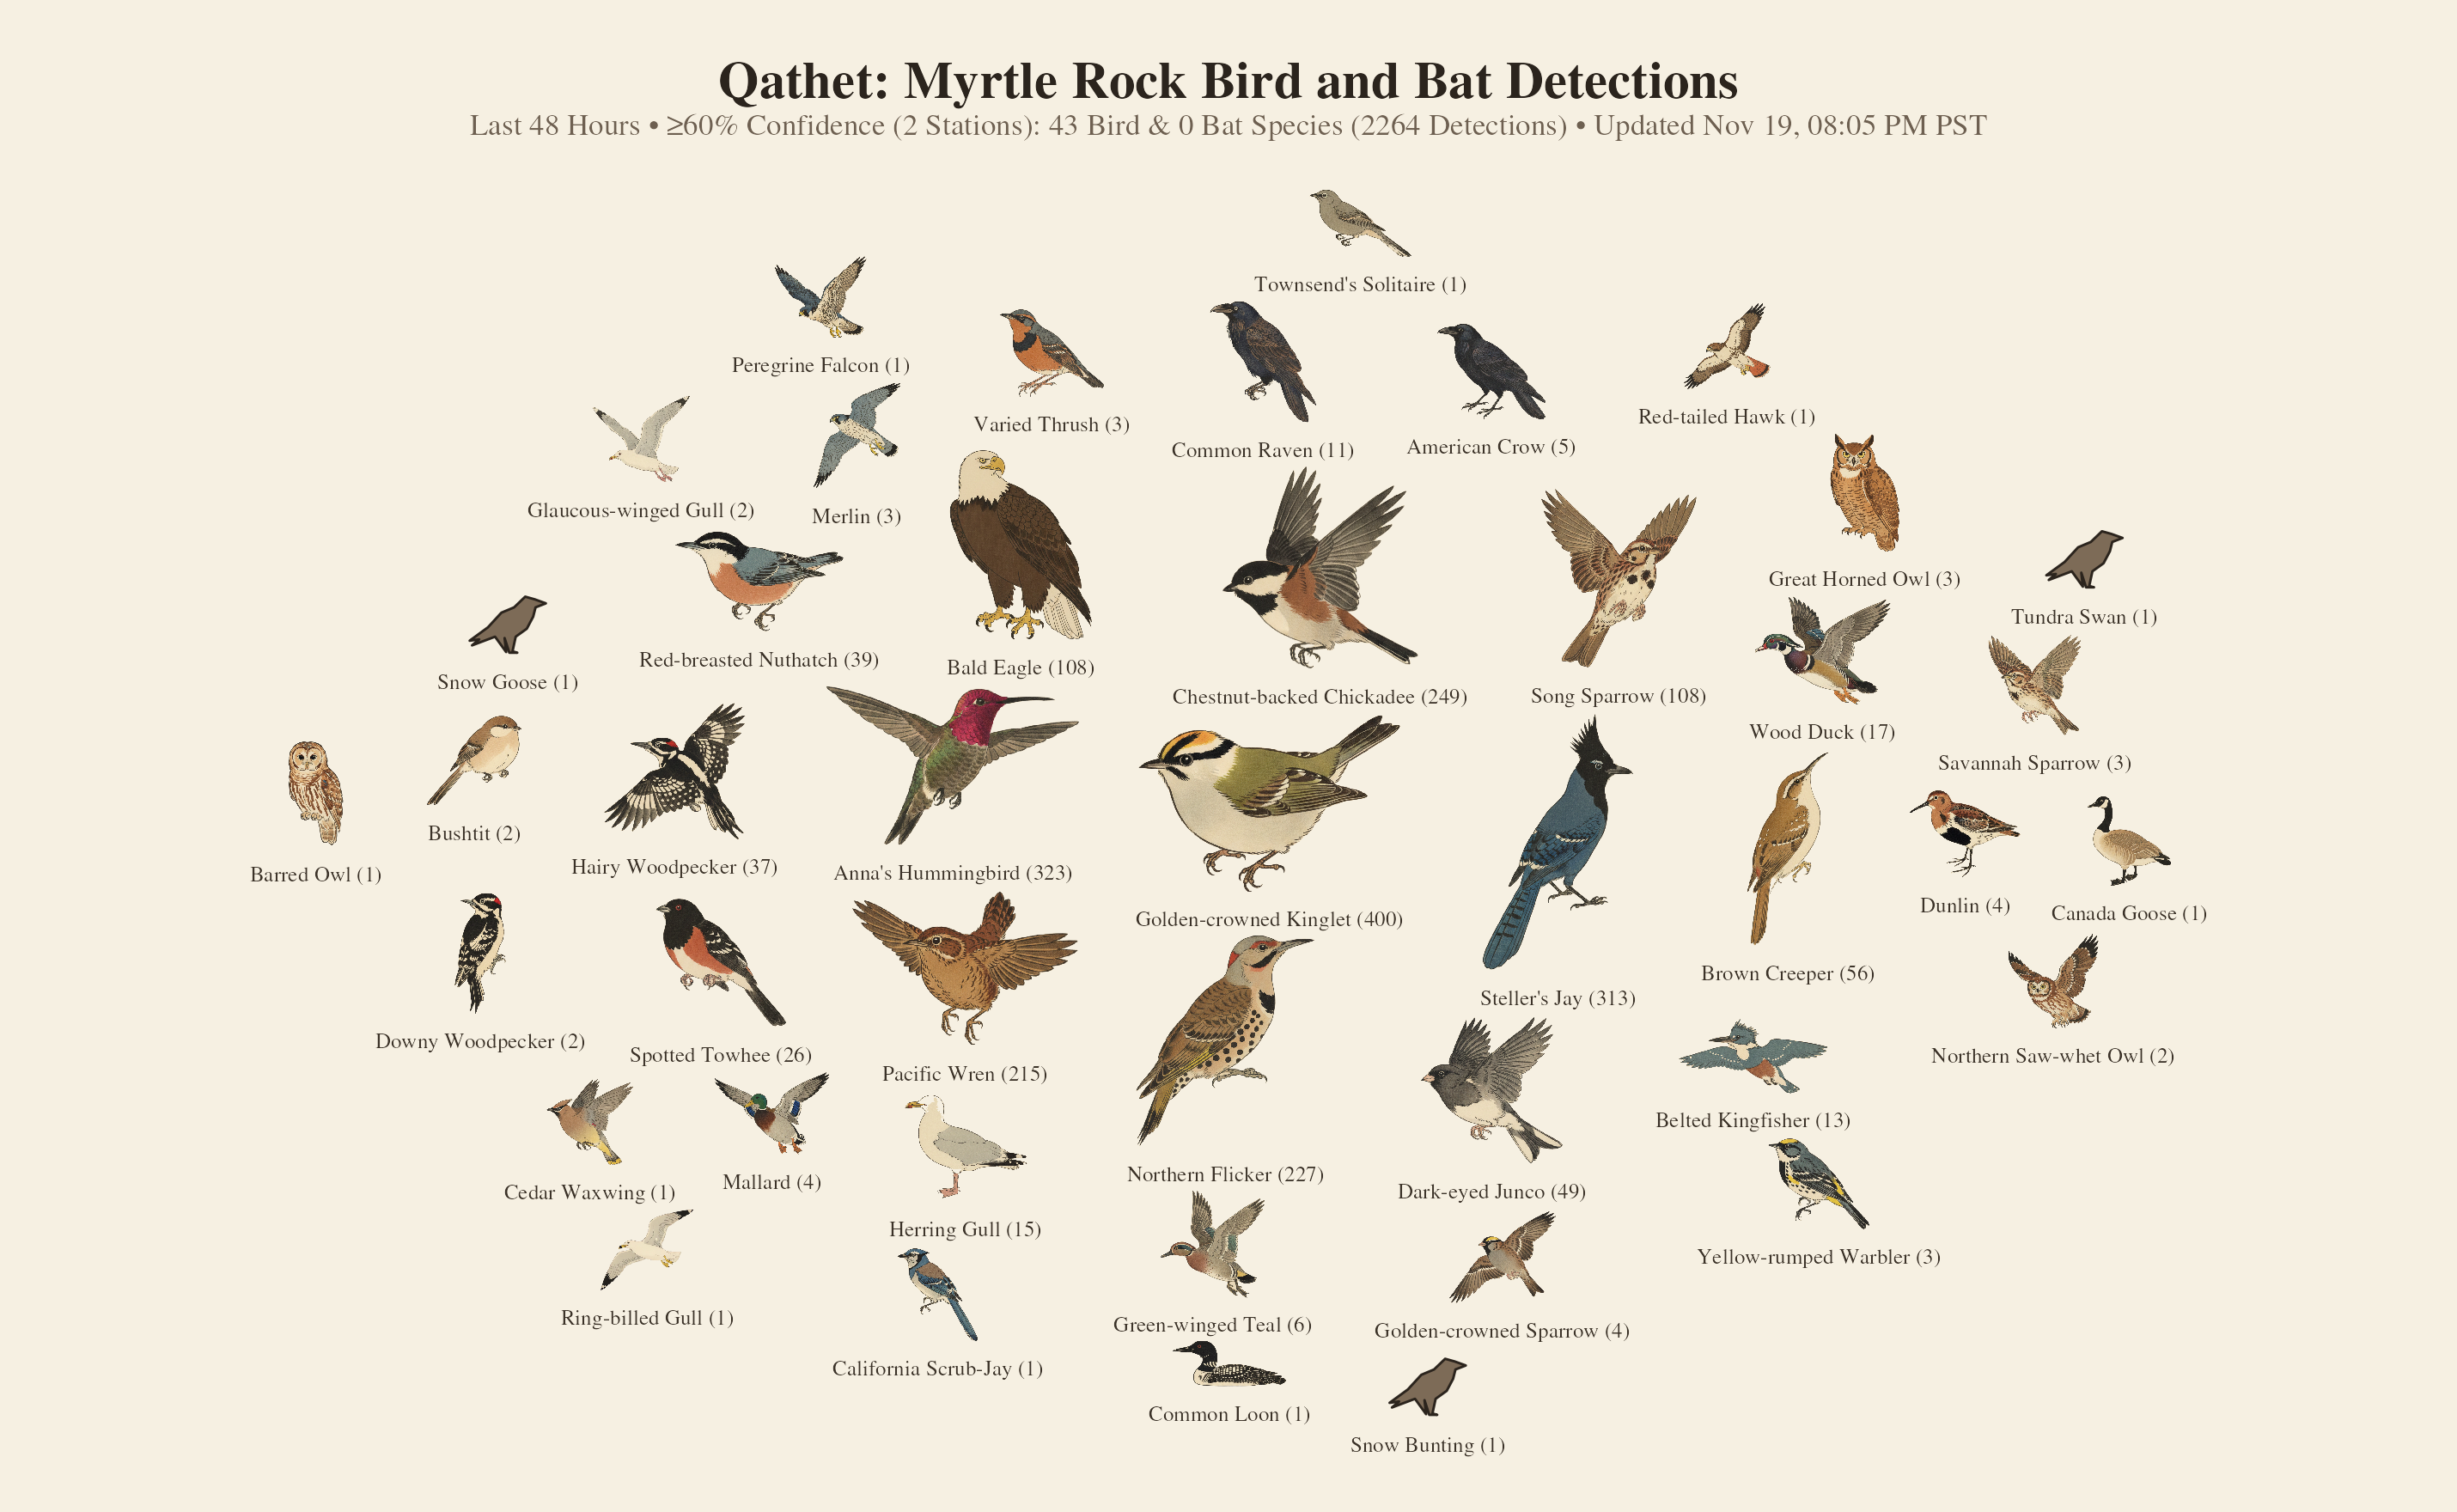 Qathet: Myrtle Rock Bird and Bat Detections
Last 48 Hours • ≥60% Confidence (2 Stations): 43 Bird & 0 Bat Species (2264 Detections) • Updated Nov 19, 08:05 PM PST
Townsend's Solitaire (1)
Peregrine Falcon (1)
Varied Thrush (3)
Common Raven (11)
American Crow (5)
Red-tailed Hawk (1)
Glaucous-winged Gull (2)
Merlin (3)
Great Horned Owl (3)
Tundra Swan (1)
Snow Goose (1)
Red-breasted Nuthatch (39)
Bald Eagle (108)
Chestnut-backed Chickadee (249)
Song Sparrow (108)
Wood Duck (17)
Savannah Sparrow (3)
Barred Owl (1)
Bushtit (2)
Hairy Woodpecker (37)
Anna's Hummingbird (323)
Golden-crowned Kinglet (400)
Steller's Jay (313)
Brown Creeper (56)
Dunlin (4)
Canada Goose (1)
Downy Woodpecker (2)
Spotted Towhee (26)
Pacific Wren (215)
Northern Flicker (227)
Dark-eyed Junco (49)
Belted Kingfisher (13)
Northern Saw-whet Owl (2)
Cedar Waxwing (1)
Mallard (4)
Herring Gull (15)
Green-winged Teal (6)
Golden-crowned Sparrow (4)
Yellow-rumped Warbler (3)
Ring-billed Gull (1)
California Scrub-Jay (1)
Common Loon (1)
Snow Bunting (1)